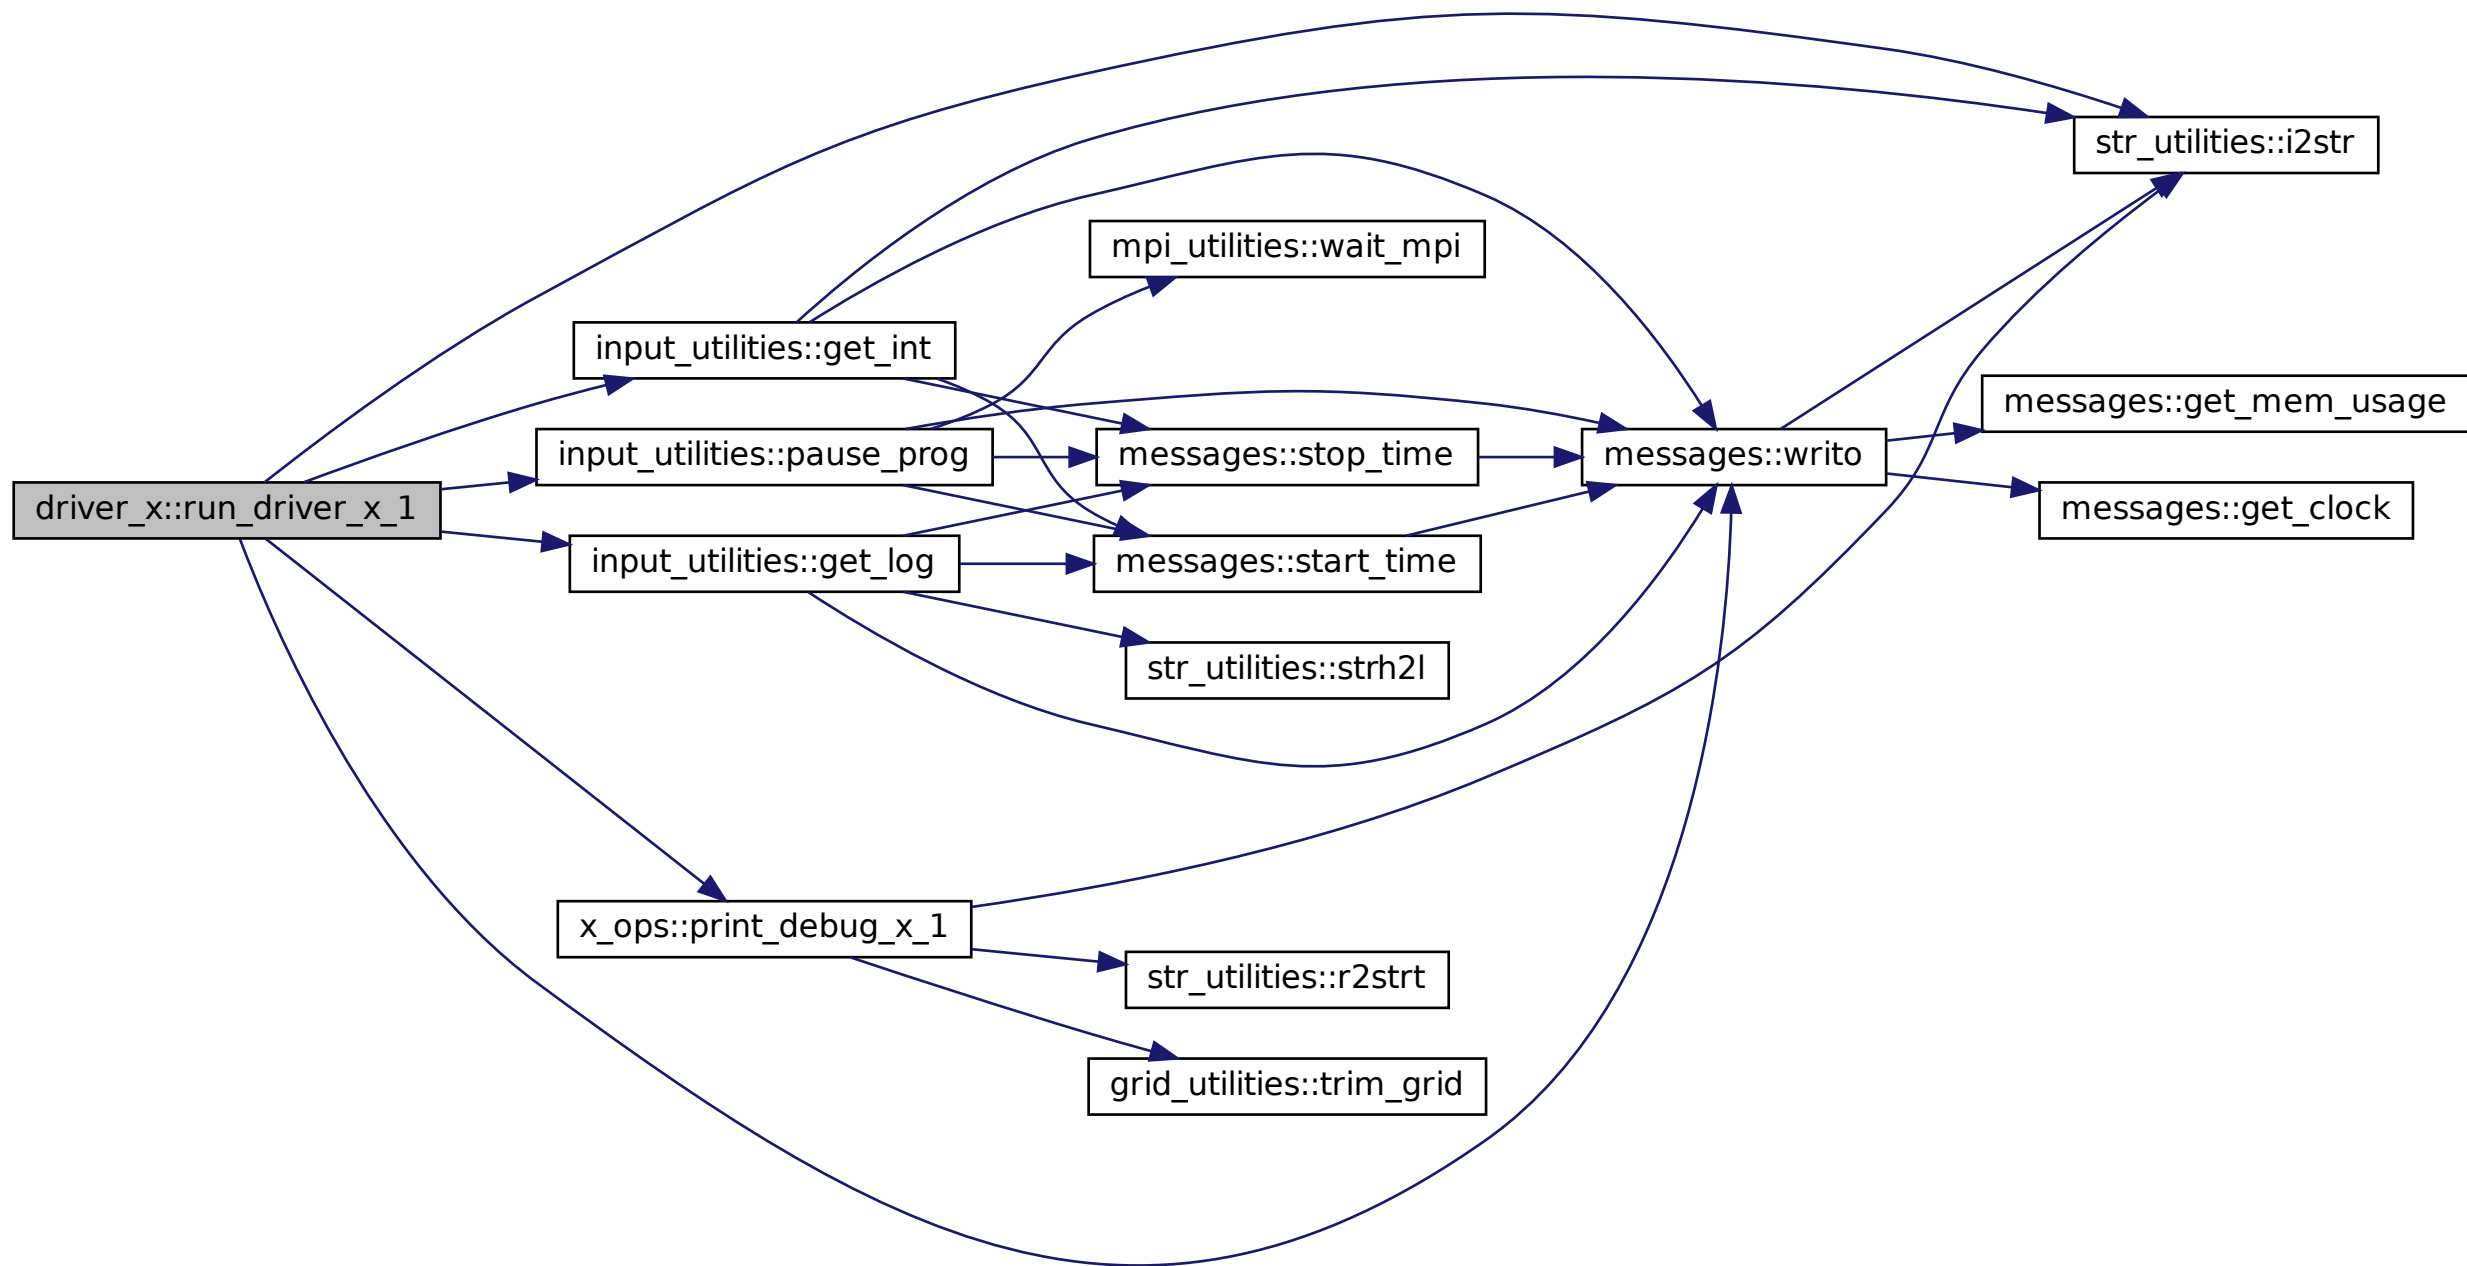 str_utilities::i2str
mpi_utilities::wait_mpi
input_utilities::get_int
messages::get_mem_usage
input_utilities::pause_prog
messages::stop_time
messages::writo
driver_x::run_driver_x_1
messages::get_clock
input_utilities::get_log
messages::start_time
str_utilities::strh2l
x_ops::print_debug_x_1
str_utilities::r2strt
grid_utilities::trim_grid